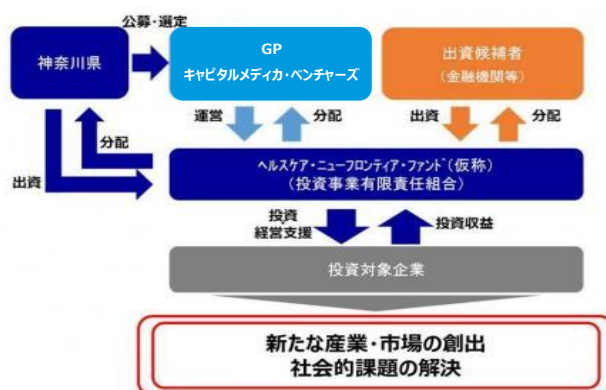 公募・選定
神奈川県
GP
キャピタルメディカ・ベンチャーズ
出資候補者
(金融機関等)
運営
分配
出資
分配
分配
出資
ヘルスケア・ニューフロンティア・ファンド(仮称)
(投資事業有限責任組合)
投資
経営支援
投資収益
投資対象企業
新たな産業・市場の創出
社会的課題の解決